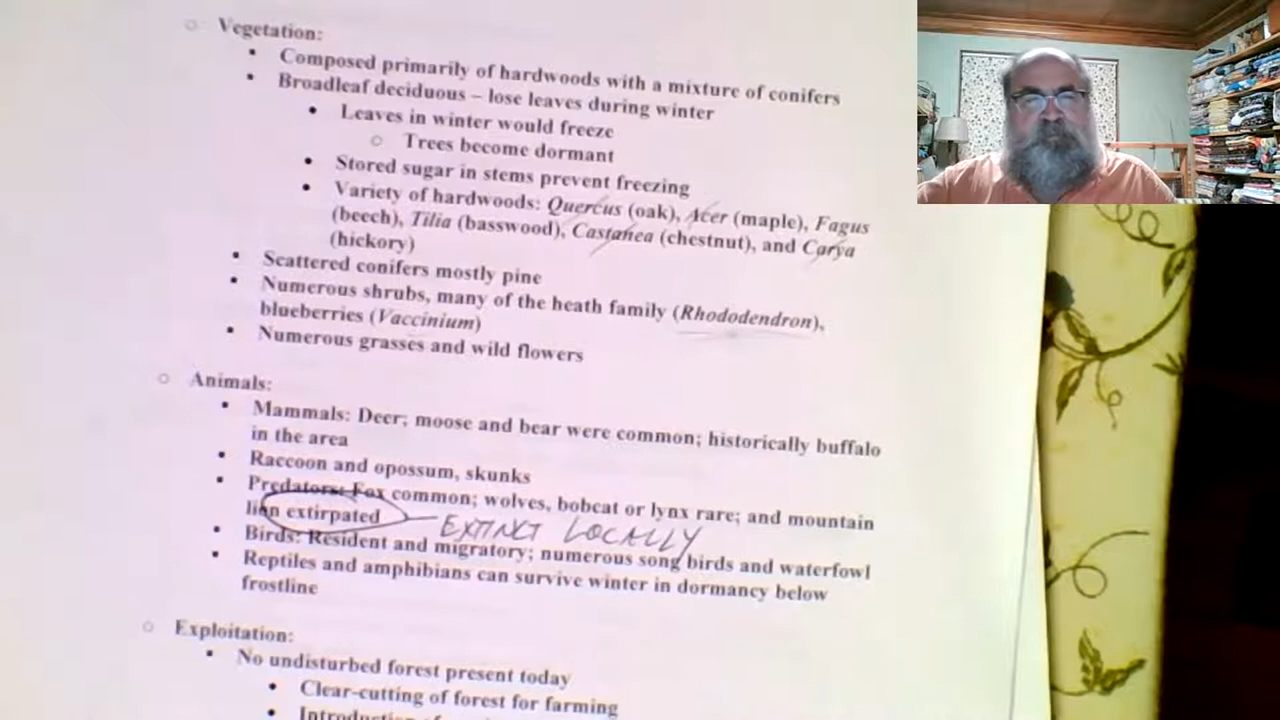 ○ Vegetation:
▪ Composed primarily of hardwoods with a mixture of conifers
▪ Broadleaf deciduous – lose leaves during winter
• Leaves in winter would freeze
○ Trees become dormant
• Stored sugar in stems prevent freezing
• Variety of hardwoods: Quercus (oak), Acer (maple), Fagus
(beech), Tilia (basswood), Castanea (chestnut), and Carya
(hickory)
▪ Scattered conifers mostly pine
▪ Numerous shrubs, many of the heath family (Rhododendron),
blueberries (Vaccinium)
▪ Numerous grasses and wild flowers
○ Animals:
▪ Mammals: Deer; moose and bear were common; historically buffalo
in the area
▪ Raccoon and opossum, skunks
▪ Predators: Fox common; wolves, bobcat or lynx rare; and mountain
lion extirpated EXTINCT LOCALLY
▪ Birds: Resident and migratory; numerous song birds and waterfowl
▪ Reptiles and amphibians can survive winter in dormancy below
frostline
○ Exploitation:
▪ No undisturbed forest present today
• Clear-cutting of forest for farming